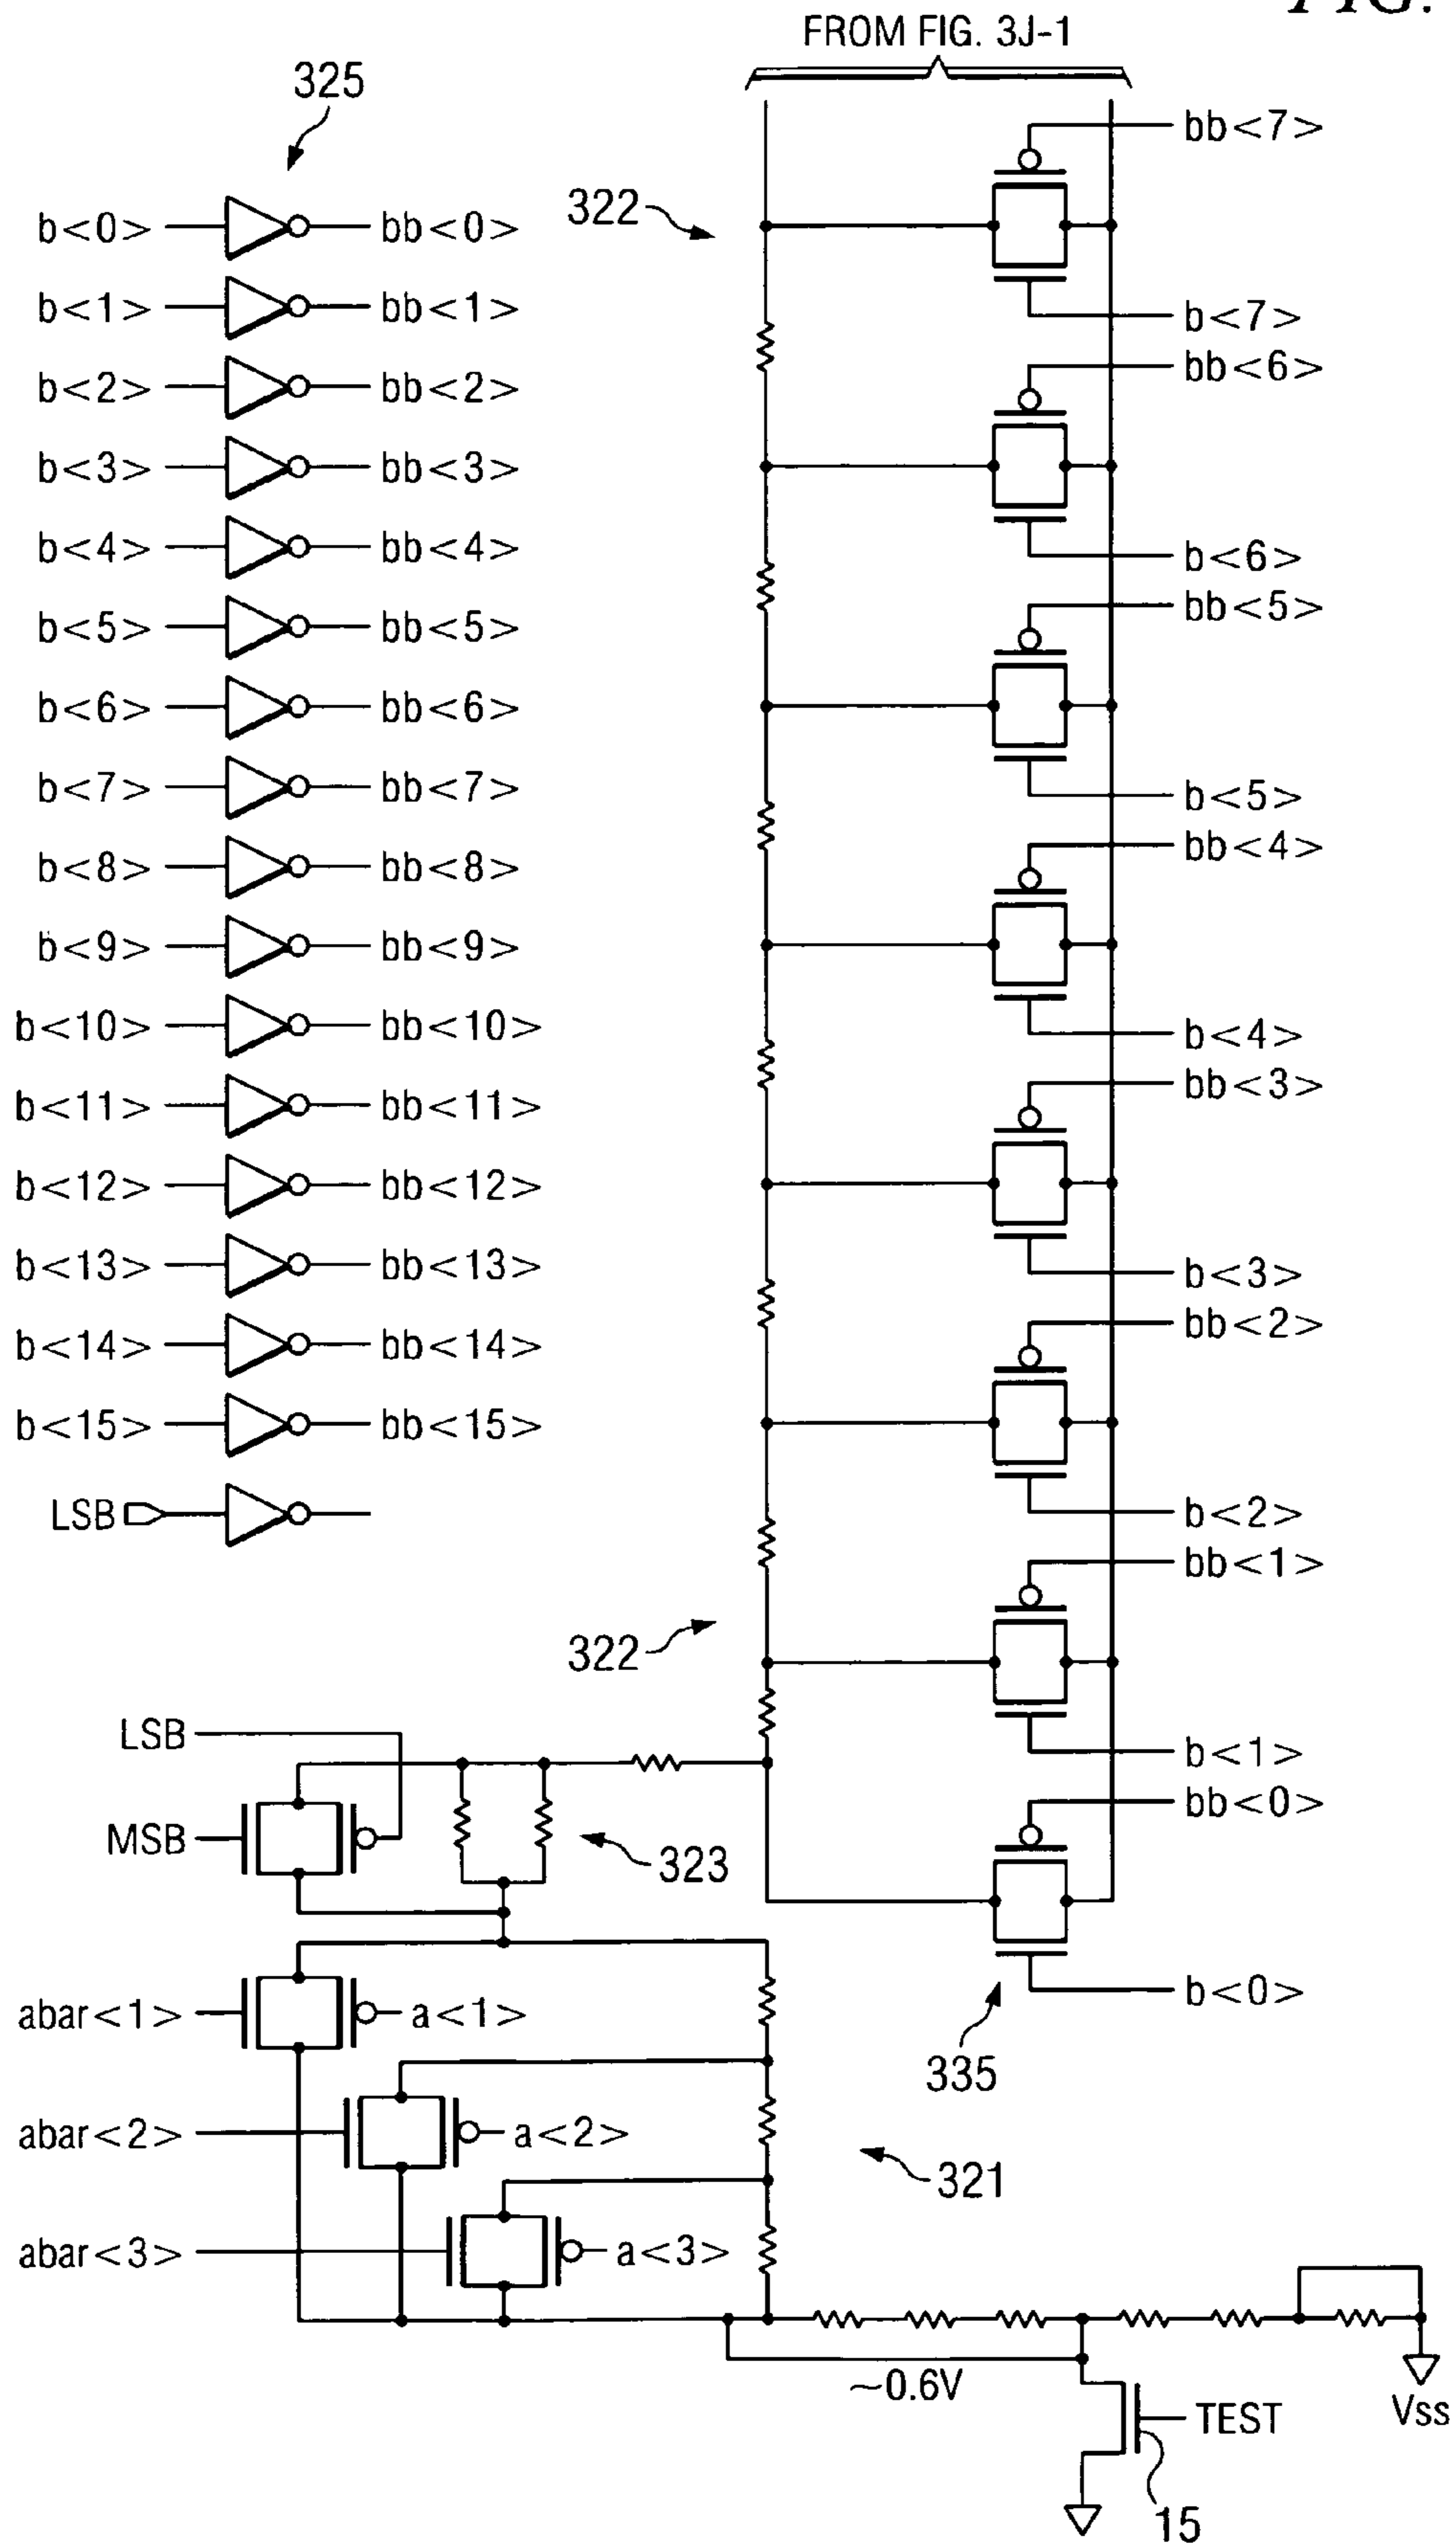 FIG.
FROM FIG. 3J-1
325
b<0> bb<0>
b<1> bb<1>
b<2> bb<2>
b<3> bb<3>
b<4> bb<4>
b<5> bb<5>
b<6> bb<6>
b<7> bb<7>
b<8> bb<8>
b<9> bb<9>
b<10> bb<10>
b<11> bb<11>
b<12> bb<12>
b<13> bb<13>
b<14> bb<14>
b<15> bb<15>
LSB
322
bb<7>
b<7>
bb<6>
b<6>
bb<5>
b<5>
bb<4>
b<4>
bb<3>
b<3>
bb<2>
b<2>
bb<1>
322
b<1>
bb<0>
b<0>
335
LSB
MSB
323
abar<1> a<1>
abar<2> a<2>
321
abar<3> a<3>
~0.6V
TEST
Vss
15